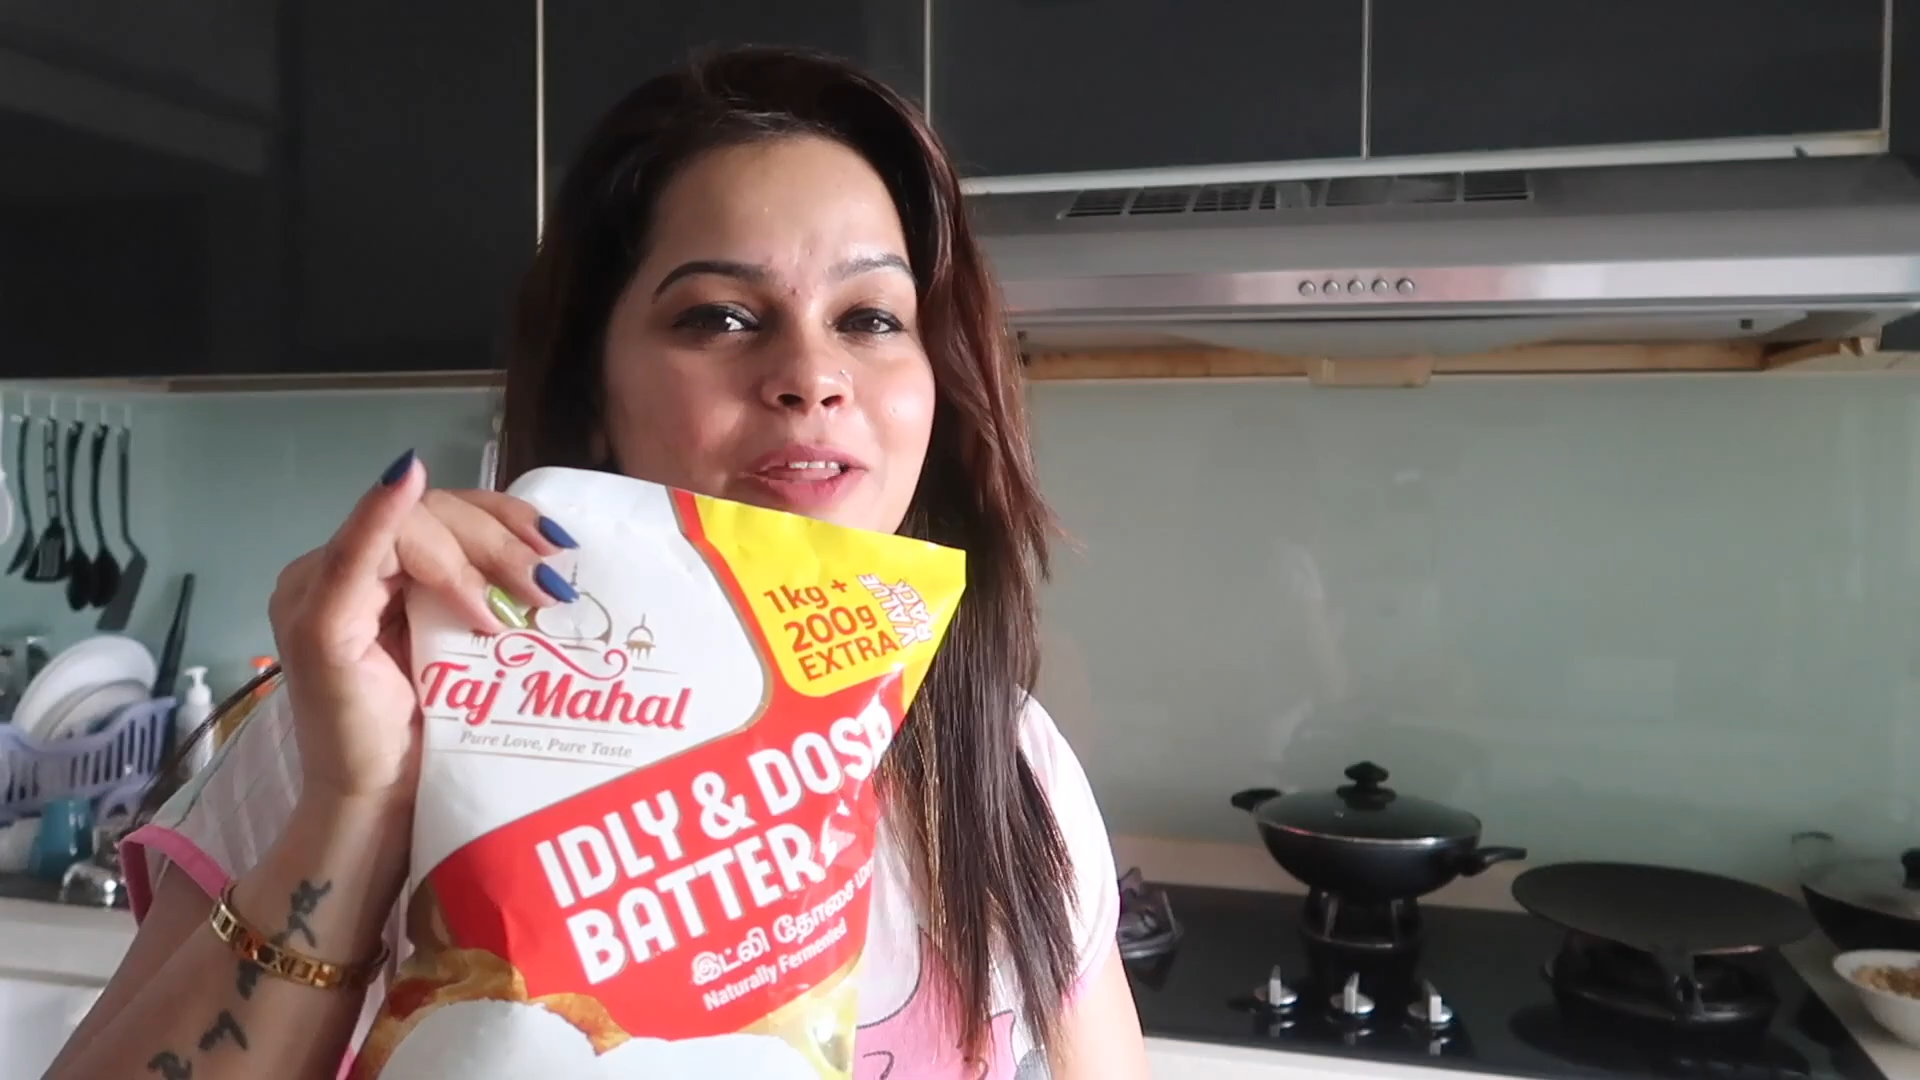 1kg +
200g
EXTRA
VALUE
PACK
Taj Mahal
Pure Love, Pure Taste
IDLY & DOSA
BATTER
இட்லி தோசை
Naturally Fermented